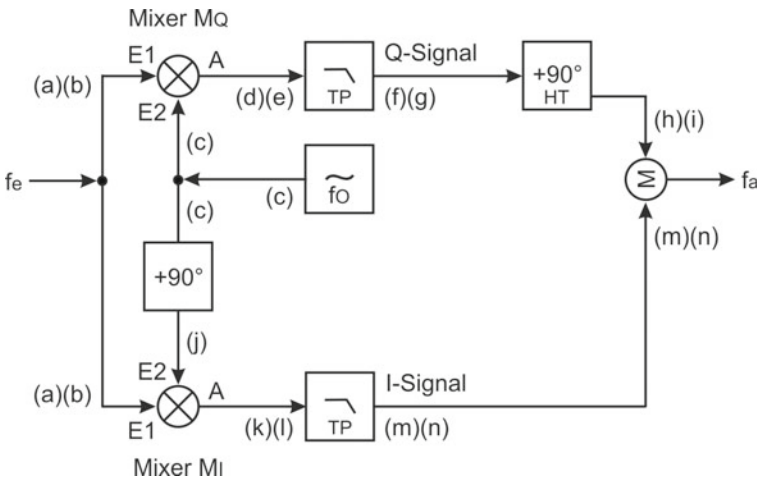 Mixer MQ
E1
A
Q-Signal
(a)(b)
(d)(e)
TP
(f)(g)
+90°
HT
E2
(h)(i)
(c)
fe
(c)
(c)
~
fO
M
fa
+90°
(m)(n)
(j)
E2
A
I-Signal
(a)(b)
E1
(k)(l)
TP
(m)(n)
Mixer MI